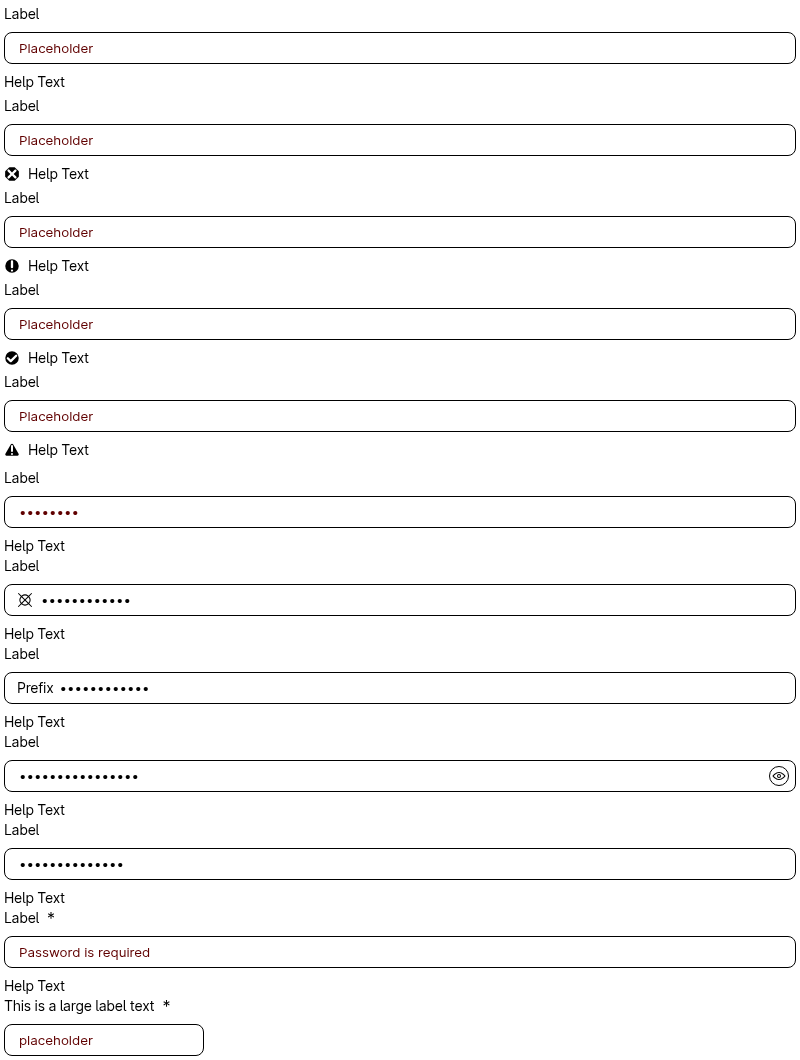 Label
Placeholder
Help Text
Label
Placeholder
Help Text
Label
Placeholder
Help Text
Label
Placeholder
Help Text
Label
Placeholder
Help Text
Label
••••••••
Help Text
Label
••••••••••••
Help Text
Label
Prefix ••••••••••••
Help Text
Label
••••••••••••••••
Help Text
Label
••••••••••••••
Help Text
Label *
Password is required
Help Text
This is a large label text *
placeholder